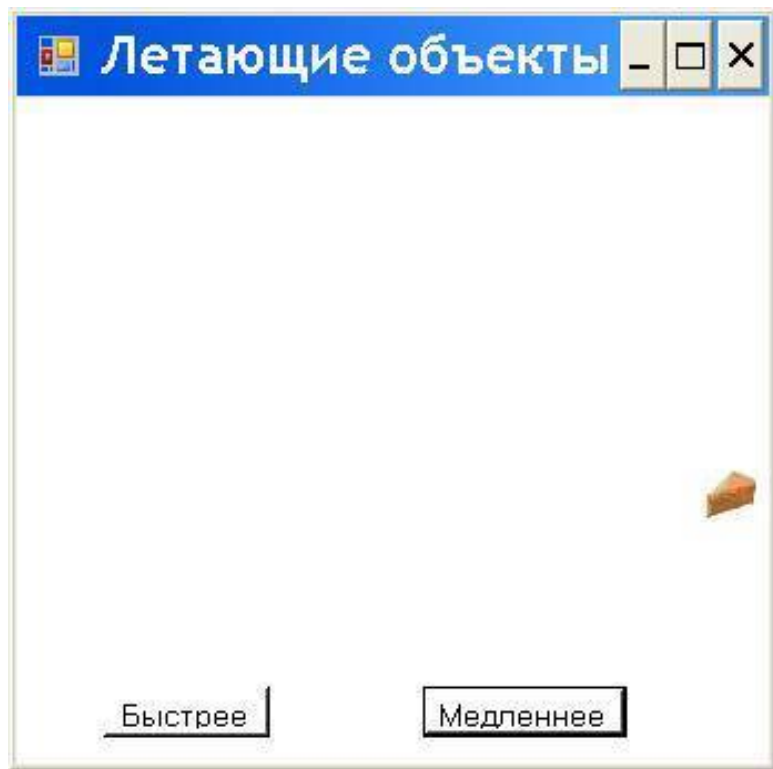 Летающие объекты
Быстрее
Медленнее